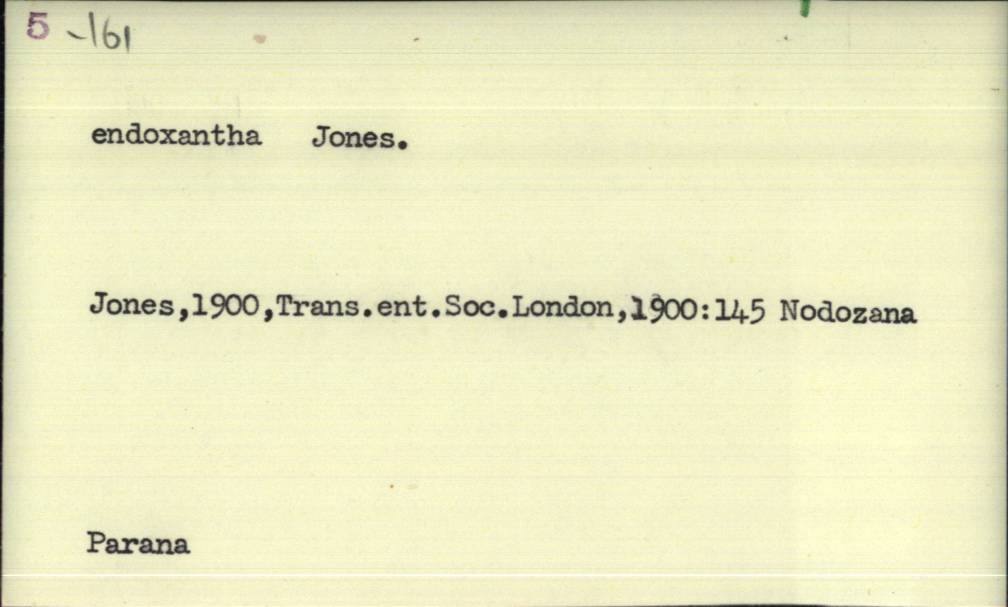 5 -161
endoxantha Jones.
Jones,1900,Trans.ent.Soc.London,1900:145 Nodozana
Parana